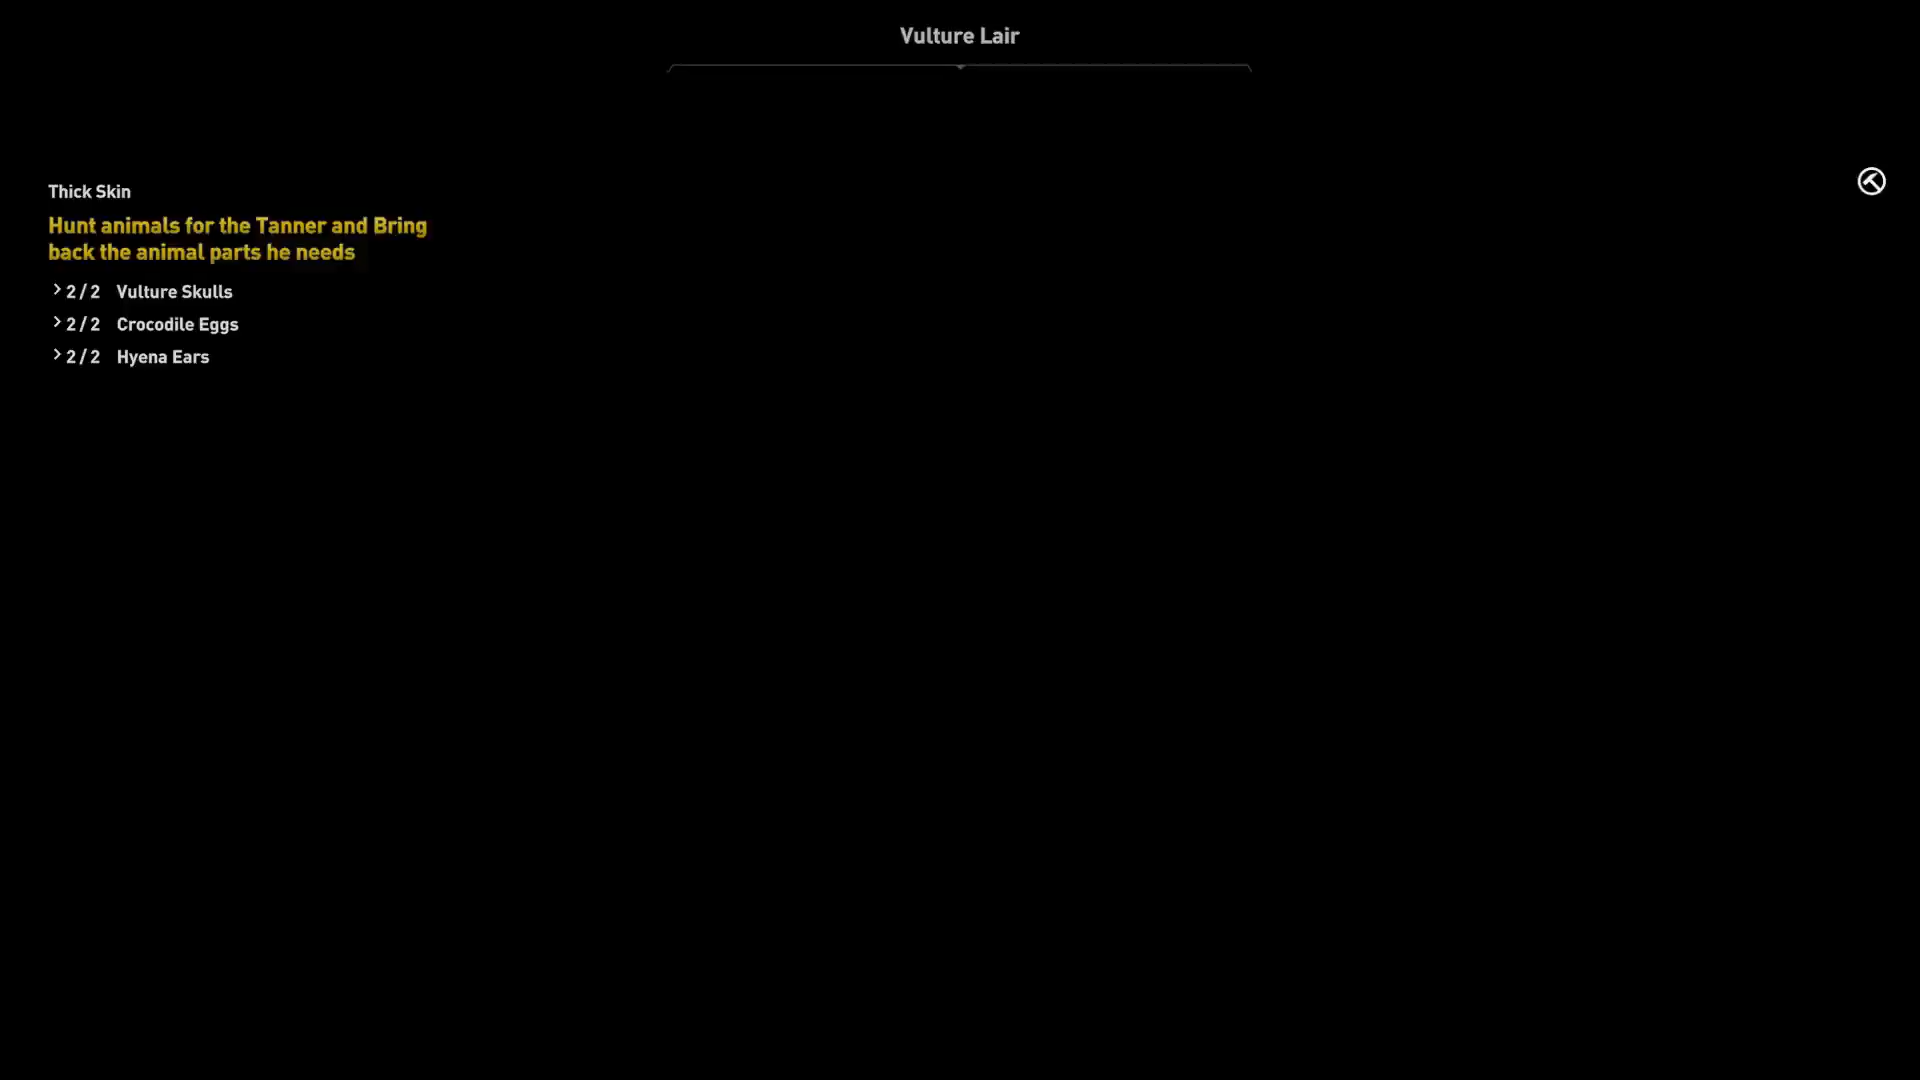 Vulture Lair
Thick Skin
Hunt animals for the Tanner and Bring
back the animal parts he needs
> 2 / 2 Vulture Skulls
> 2 / 2 Crocodile Eggs
> 2 / 2 Hyena Ears